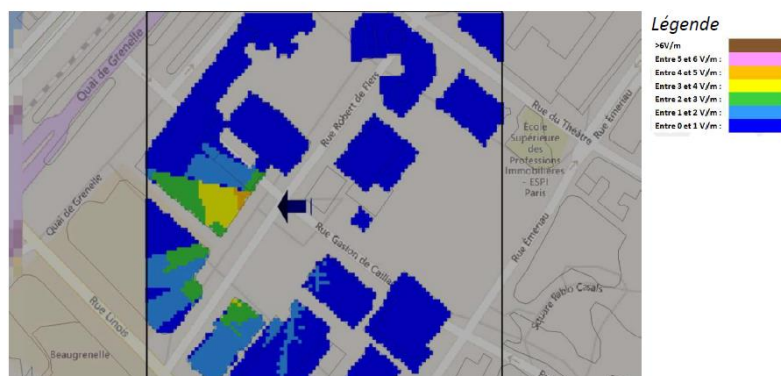 Quai de Grenelle
Quai de Grenelle
Rue Linois
Beaugrenelle
Rue Robert de Flers
Rue Gaston de Cailla
Rue du Théâtre
École
Supérieure
des
Professions
Immobilières
- ESPI
Paris
Rue Émeriau
Rue Émeriau
Square Pablo Casals
Légende
>6V/m
Entre 5 et 6 V/m :
Entre 4 et 5 V/m :
Entre 3 et 4 V/m :
Entre 2 et 3 V/m :
Entre 1 et 2 V/m :
Entre 0 et 1 V/m :